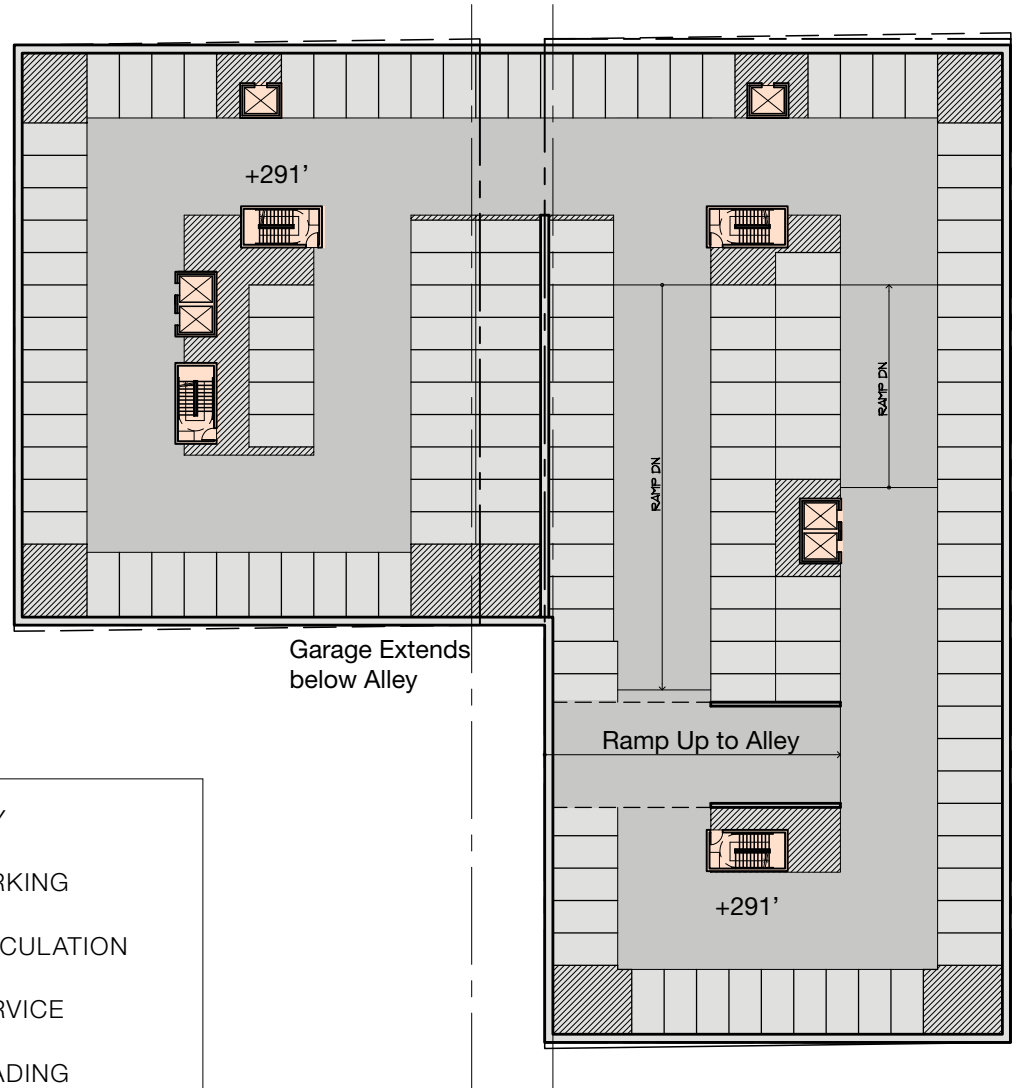 +291’
RAMP DN
RAMP DN
Garage Extends
below Alley
Ramp Up to Alley
+291’
Y
RKING
CULATION
RVICE
ADING